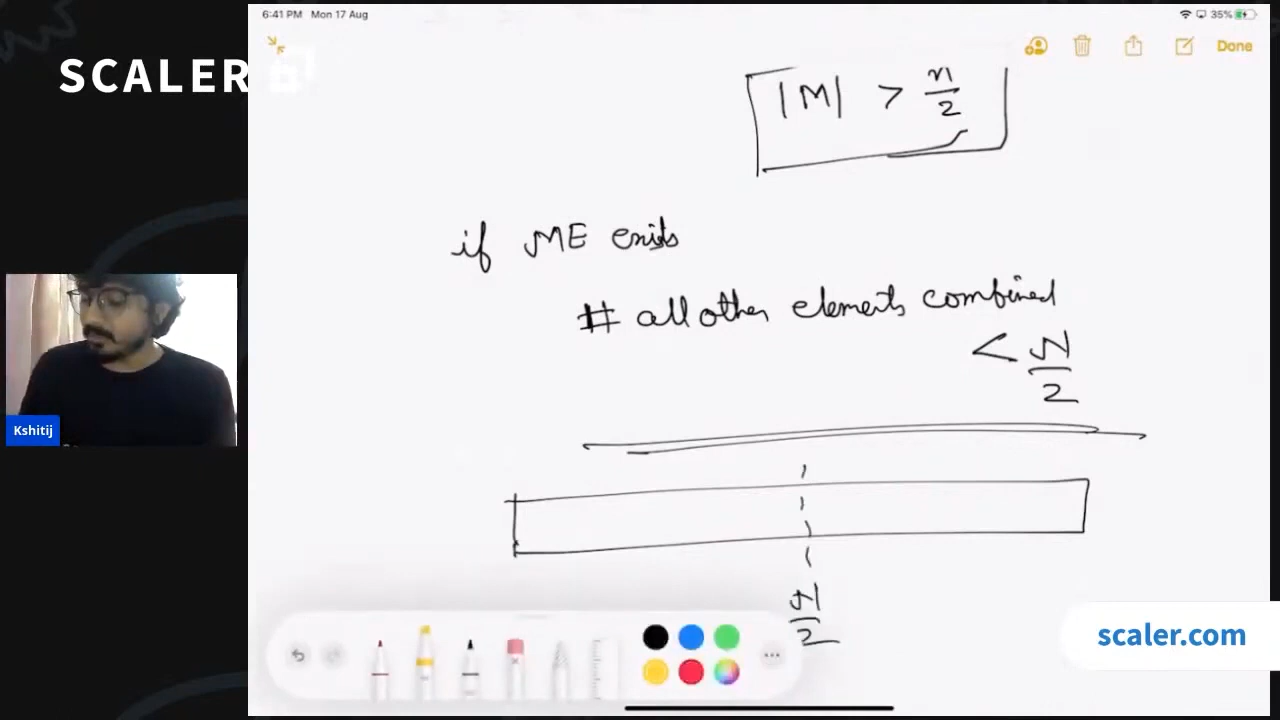 6:41 PM Mon 17 Aug
35%
SCALER
Done
|M| > n/2
if ME exists
# all other elements combined
< N/2
Kshitij
N/2
scaler.com